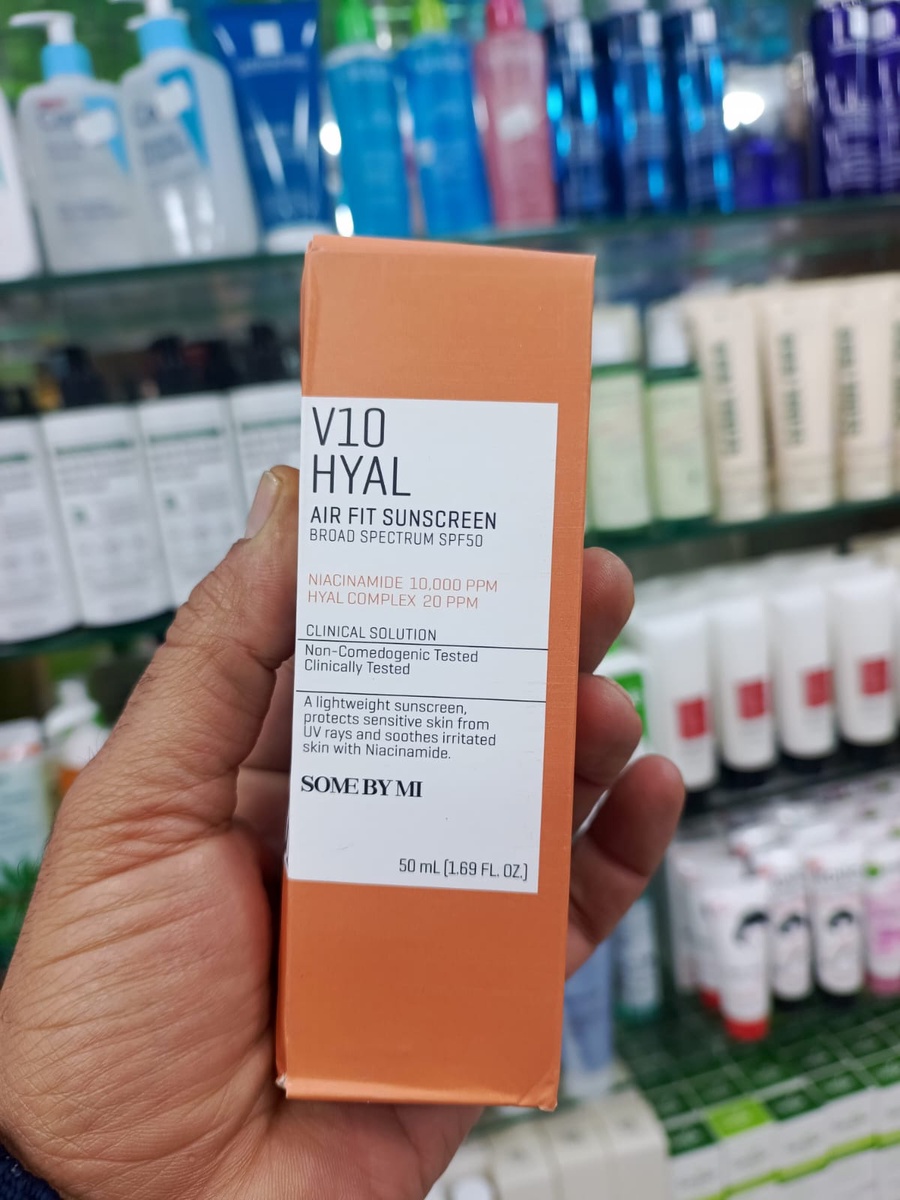 V10
HYAL
AIR FIT SUNSCREEN
BROAD SPECTRUM SPF50
NIACINAMIDE 10,000 PPM
HYAL COMPLEX 20 PPM
CLINICAL SOLUTION
Non-Comedogenic Tested
Clinically Tested
A lightweight sunscreen,
protects sensitive skin from
UV rays and soothes irritated
skin with Niacinamide.
SOME BY MI
50 mL [1.69 FL. OZ.]